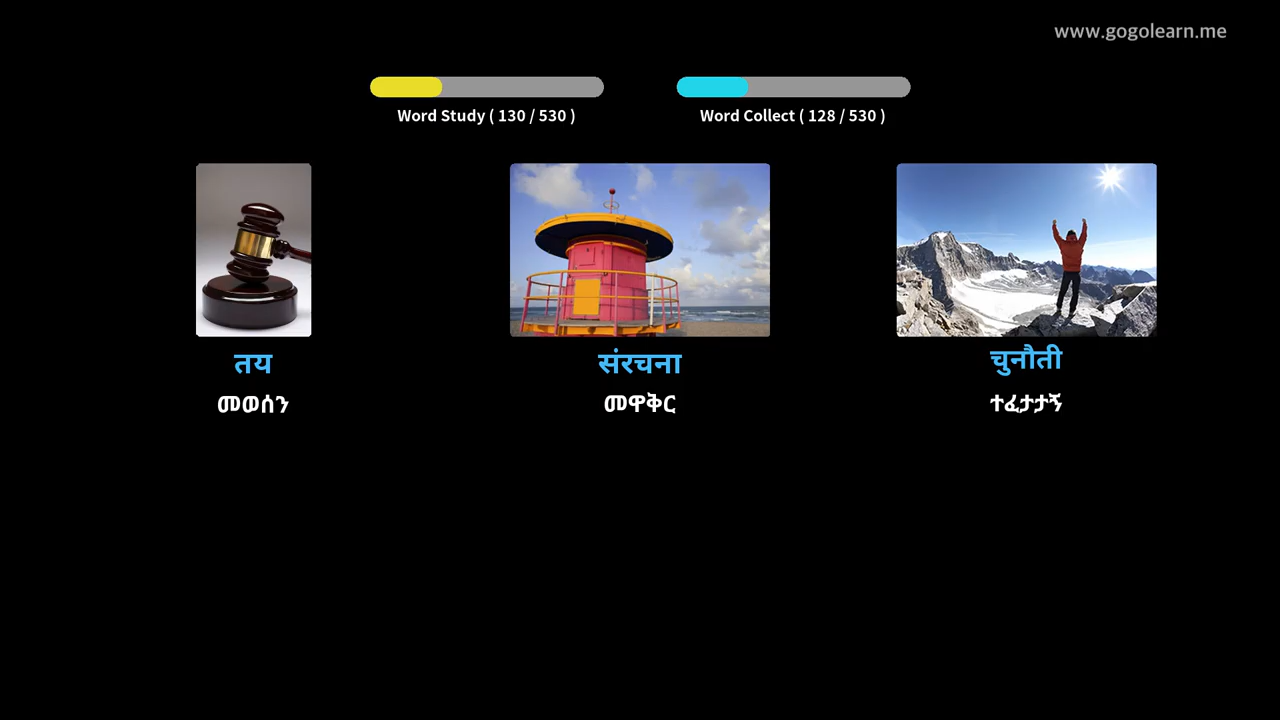 www.gogolearn.me
Word Study ( 130 / 530 )
Word Collect ( 128 / 530 )
तय
መወሰን
संरचना
መዋቅር
चुनौती
ተፈታታኝ